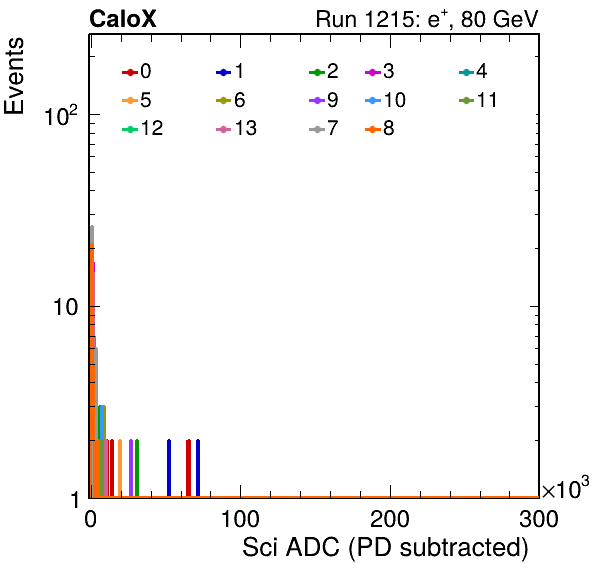 CaloX Run 1215: e⁺, 80 GeV
Events
0 1 2 3 4
5 6 9 10 11
12 13 7 8
10²
10
1
×10³
0 100 200 300
Sci ADC (PD subtracted)